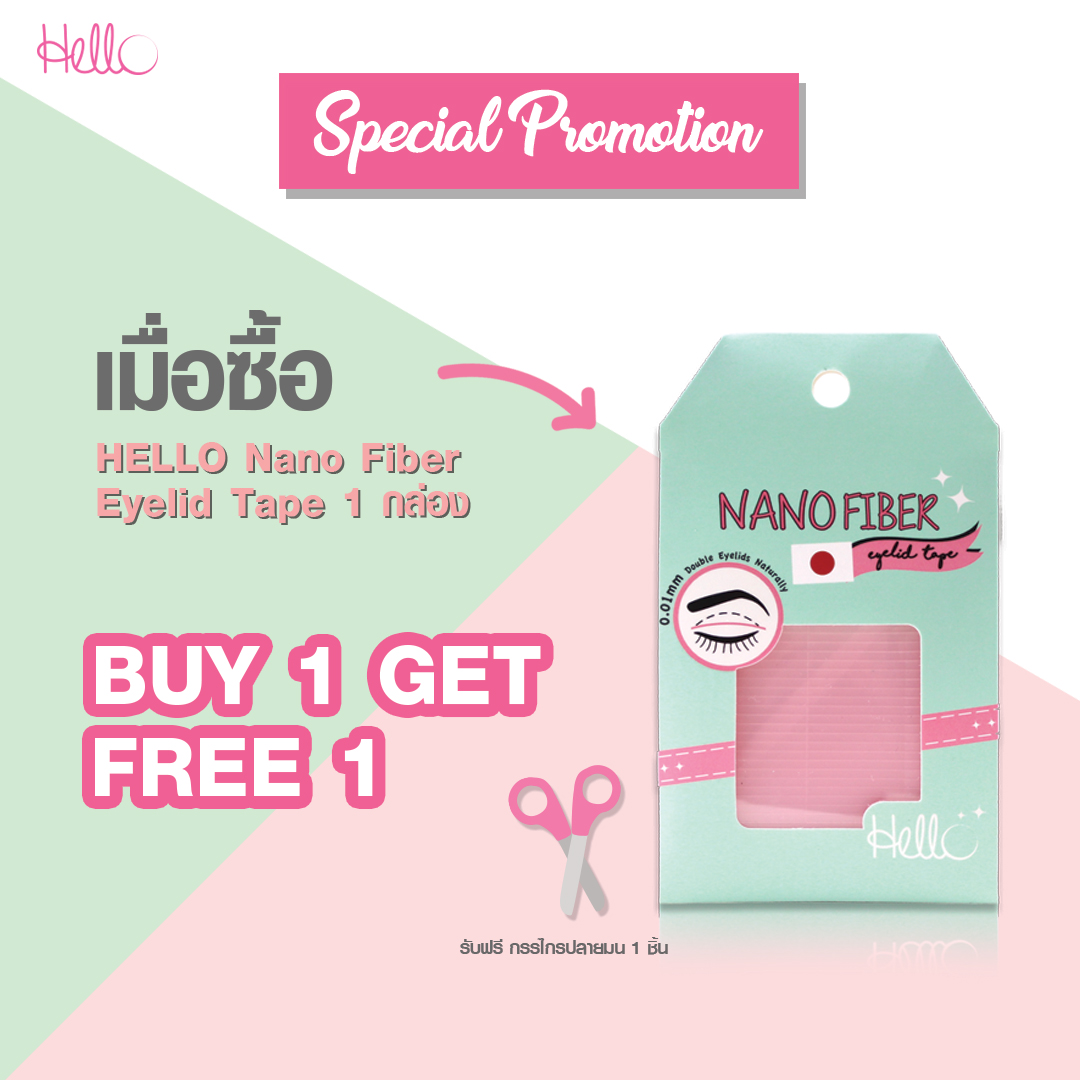 Hello
Special Promotion
เมื่อซื้อ
HELLO Nano Fiber
Eyelid Tape 1 กล่อง
BUY 1 GET
FREE 1
รับฟรี กรรไกรปลายมน 1 ชิ้น
NANO FIBER
eyelid tape
0.01mm Double Eyelids Naturally
Hello